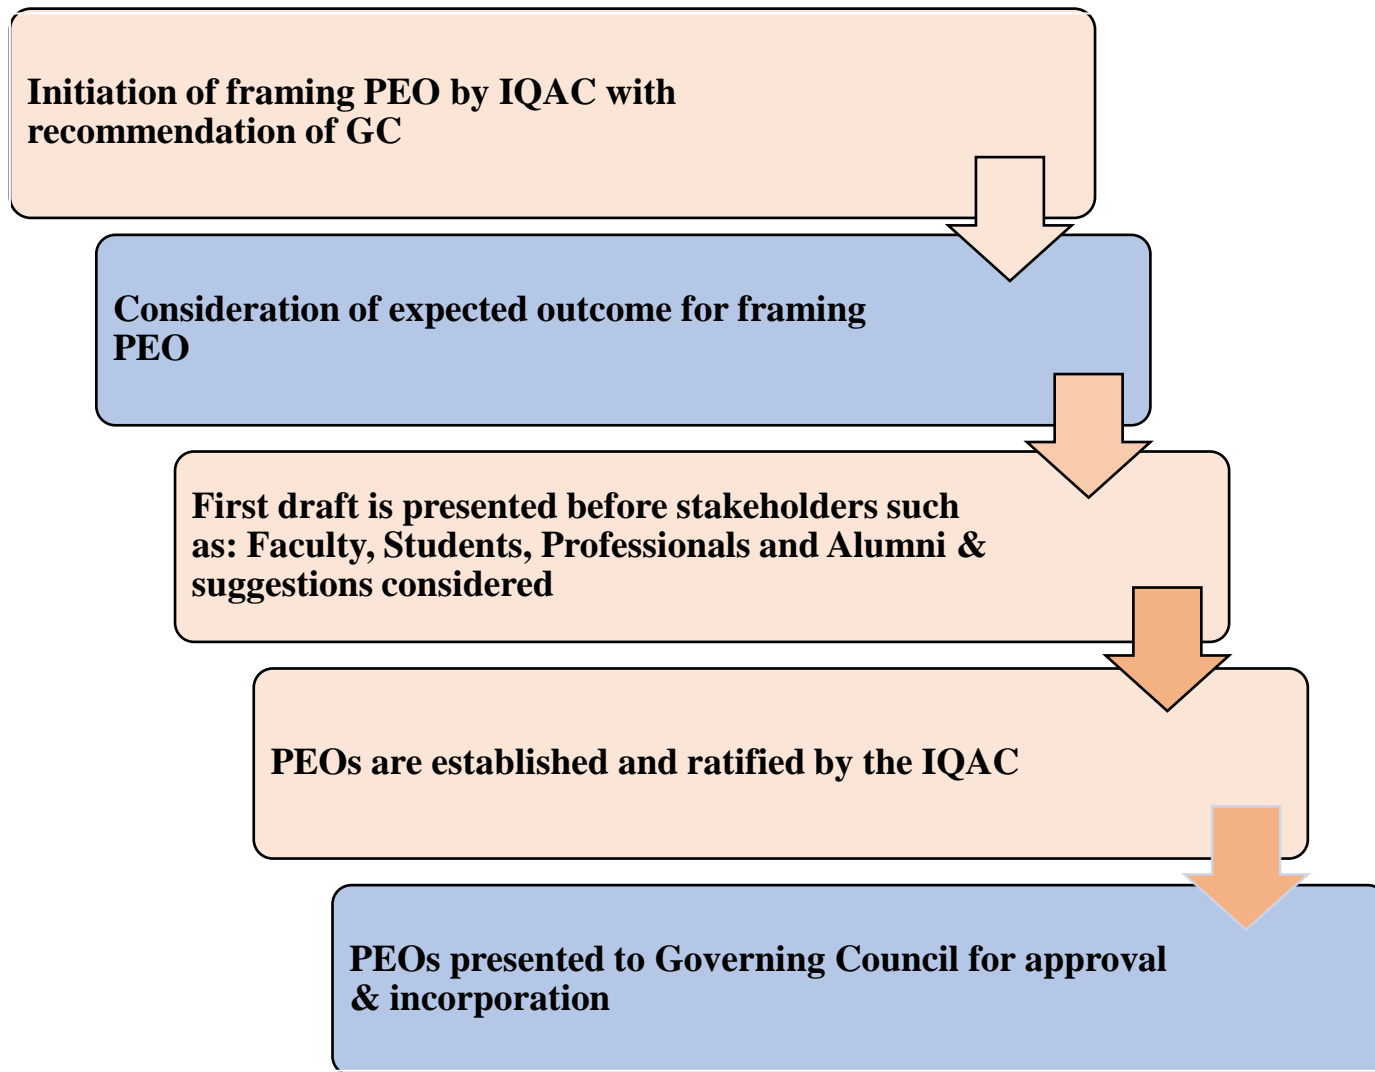 Initiation of framing PEO by IQAC with
recommendation of GC
Consideration of expected outcome for framing
PEO
First draft is presented before stakeholders such
as: Faculty, Students, Professionals and Alumni &
suggestions considered
PEOs are established and ratified by the IQAC
PEOs presented to Governing Council for approval
& incorporation